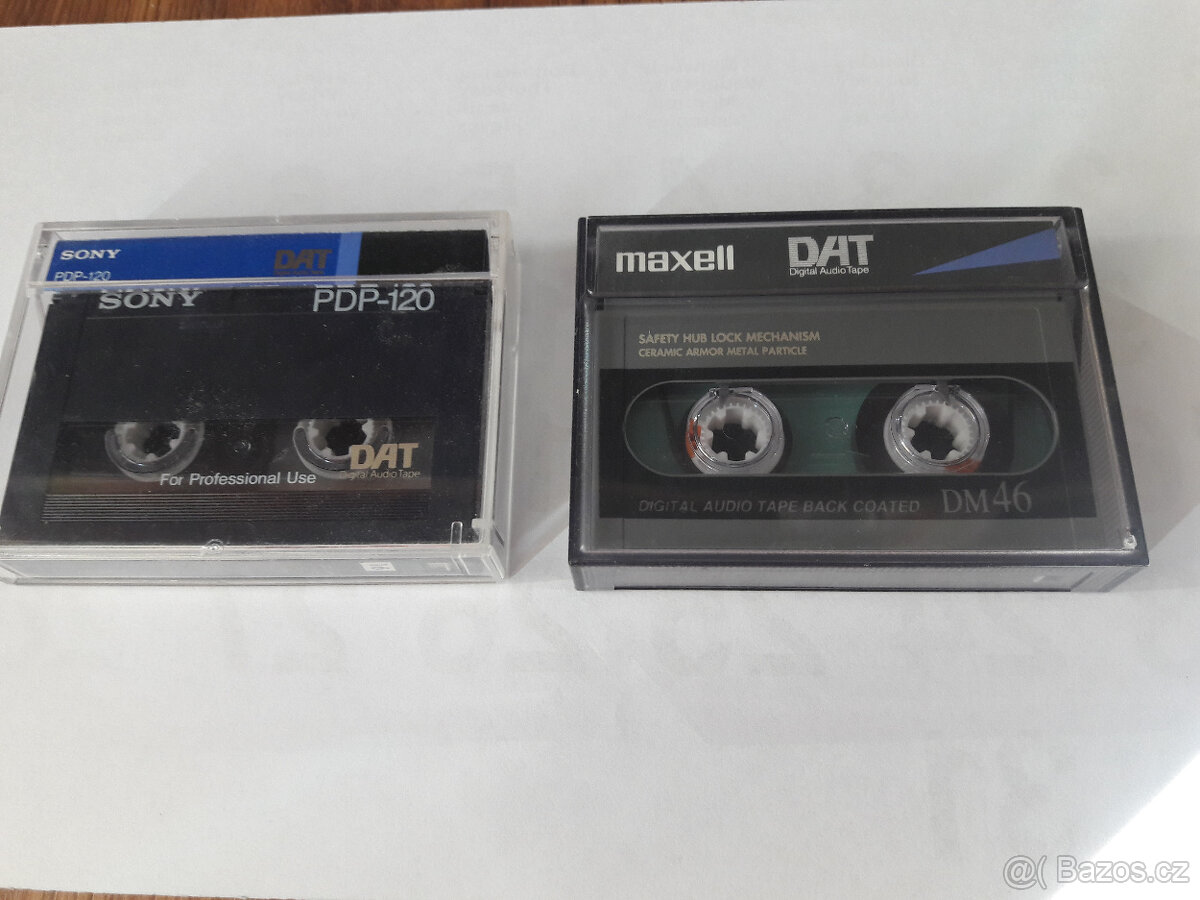 SONY
DAT
PDP-120
SONY
PDP-120
DAT
Digital Audio Tape
For Professional Use
maxell
DAT
Digital Audio Tape
SAFETY HUB LOCK MECHANISM
CERAMIC ARMOR METAL PARTICLE
DIGITAL AUDIO TAPE BACK COATED DM46
@( Bazos.cz